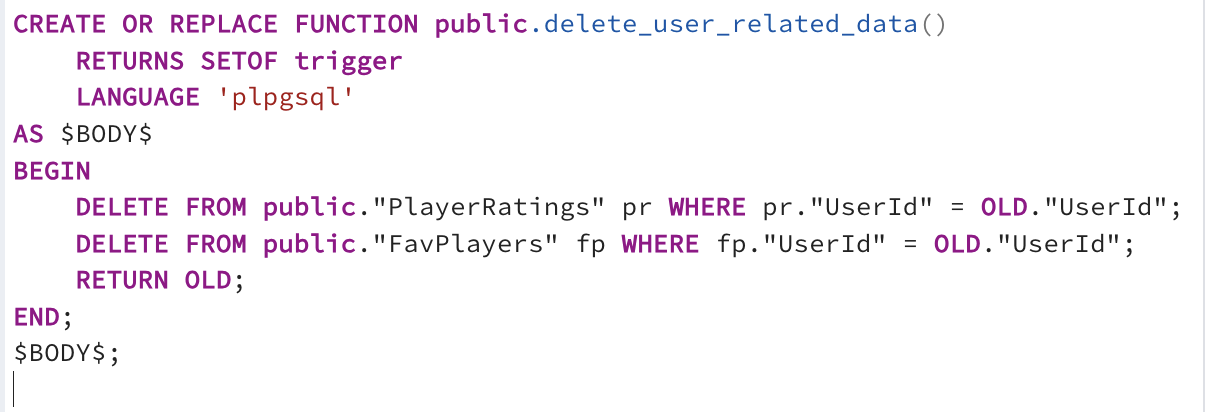 CREATE OR REPLACE FUNCTION public.delete_user_related_data()
    RETURNS SETOF trigger
    LANGUAGE 'plpgsql'
AS $BODY$
BEGIN
    DELETE FROM public."PlayerRatings" pr WHERE pr."UserId" = OLD."UserId";
    DELETE FROM public."FavPlayers" fp WHERE fp."UserId" = OLD."UserId";
    RETURN OLD;
END;
$BODY$;